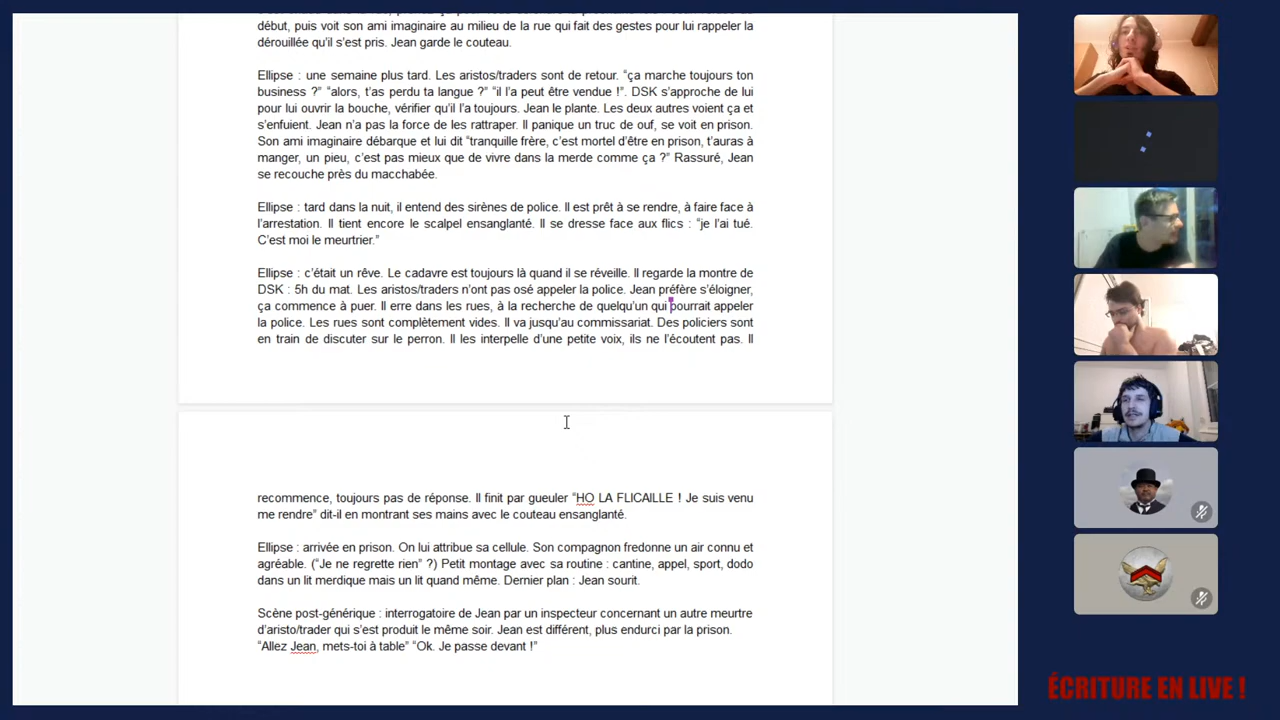 début, puis voit son ami imaginaire au milieu de la rue qui fait des gestes pour lui rappeler la
dérouillée qu'il s'est pris. Jean garde le couteau.
Ellipse : une semaine plus tard. Les aristos/traders sont de retour. “ça marche toujours ton
business ?” “alors, t'as perdu ta langue ?” “il l'a peut être vendue !”. DSK s'approche de lui
pour lui ouvrir la bouche, vérifier qu'il l'a toujours. Jean le plante. Les deux autres voient ça et
s'enfuient. Jean n'a pas la force de les rattraper. Il panique un truc de ouf, se voit en prison.
Son ami imaginaire débarque et lui dit “tranquille frère, c'est mortel d'être en prison, t'auras à
manger, un pieu, c'est pas mieux que de vivre dans la merde comme ça ?” Rassuré, Jean
se recouche près du macchabée.
Ellipse : tard dans la nuit, il entend des sirènes de police. Il est prêt à se rendre, à faire face à
l'arrestation. Il tient encore le scalpel ensanglanté. Il se dresse face aux flics : “je l'ai tué.
C'est moi le meurtrier.”
Ellipse : c'était un rêve. Le cadavre est toujours là quand il se réveille. Il regarde la montre de
DSK : 5h du mat. Les aristos/traders n'ont pas osé appeler la police. Jean préfère s'éloigner,
ça commence à puer. Il erre dans les rues, à la recherche de quelqu'un qui pourrait appeler
la police. Les rues sont complètement vides. Il va jusqu'au commissariat. Des policiers sont
en train de discuter sur le perron. Il les interpelle d'une petite voix, ils ne l'écoutent pas. Il
recommence, toujours pas de réponse. Il finit par gueuler “HO LA FLICAILLE ! Je suis venu
me rendre” dit-il en montrant ses mains avec le couteau ensanglanté.
Ellipse : arrivée en prison. On lui attribue sa cellule. Son compagnon fredonne un air connu et
agréable. (“Je ne regrette rien” ?) Petit montage avec sa routine : cantine, appel, sport, dodo
dans un lit merdique mais un lit quand même. Dernier plan : Jean sourit.
Scène post-générique : interrogatoire de Jean par un inspecteur concernant un autre meurtre
d'aristo/trader qui s'est produit le même soir. Jean est différent, plus endurci par la prison.
“Allez Jean, mets-toi à table” “Ok. Je passe devant !”
ÉCRITURE EN LIVE !